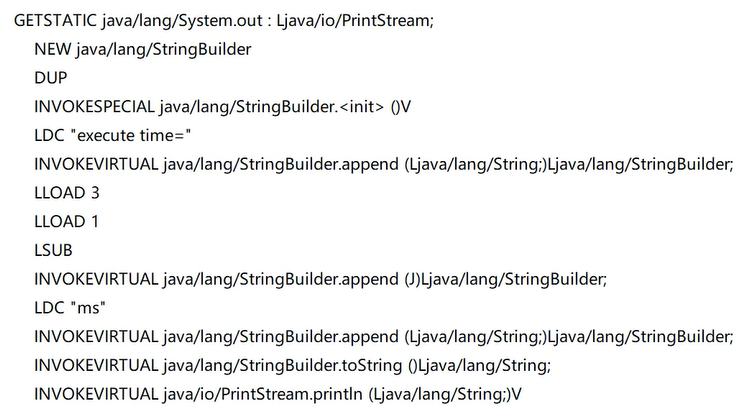 GETSTATIC java/lang/System.out : Ljava/io/PrintStream;
NEW java/lang/StringBuilder
DUP
INVOKESPECIAL java/lang/StringBuilder.<init> ()V
LDC "execute time="
INVOKEVIRTUAL java/lang/StringBuilder.append (Ljava/lang/String;)Ljava/lang/StringBuilder;
LLOAD 3
LLOAD 1
LSUB
INVOKEVIRTUAL java/lang/StringBuilder.append (J)Ljava/lang/StringBuilder;
LDC "ms"
INVOKEVIRTUAL java/lang/StringBuilder.append (Ljava/lang/String;)Ljava/lang/StringBuilder;
INVOKEVIRTUAL java/lang/StringBuilder.toString ()Ljava/lang/String;
INVOKEVIRTUAL java/io/PrintStream.println (Ljava/lang/String;)V